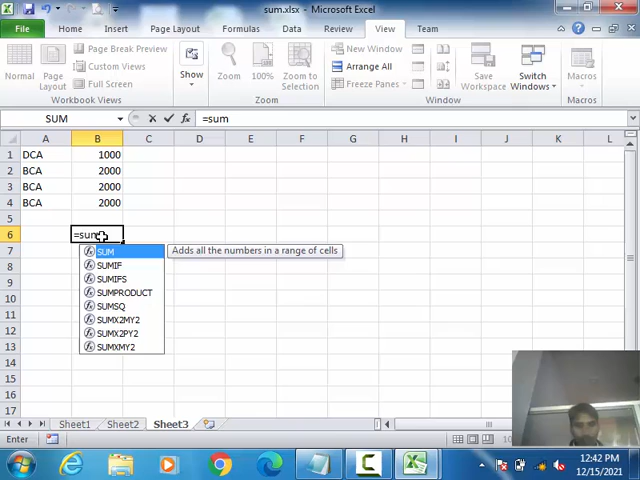 sum.xlsx - Microsoft Excel
File Home Insert Page Layout Formulas Data Review View Team
Normal
Page Layout
Page Break Preview
Custom Views
Full Screen
Workbook Views
Show
Zoom
100%
Zoom to Selection
Zoom
New Window
Arrange All
Freeze Panes
Window
Save Workspace
Switch Windows
Macros
Macros
SUM
=sum
A B C D E F G H I J K L
1 DCA 1000
2 BCA 2000
3 BCA 2000
4 BCA 2000
5
6 =sum
7 SUM Adds all the numbers in a range of cells
8 SUMIF
9 SUMIFS
10 SUMPRODUCT
11 SUMSQ
12 SUMX2MY2
SUMX2PY2
13 SUMXMY2
14
15
16
17
Sheet1 Sheet2 Sheet3
Enter
12:42 PM
12/15/2021